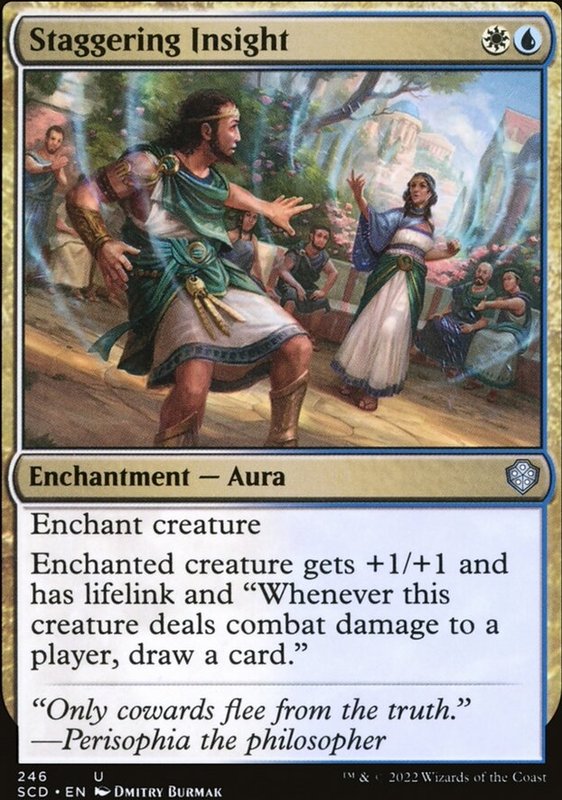 Staggering Insight
Enchantment — Aura
Enchant creature
Enchanted creature gets +1/+1 and
has lifelink and “Whenever this
creature deals combat damage to a
player, draw a card.”
“Only cowards flee from the truth.”
—Perisophia the philosopher
246 U
SCD • EN Dmitry Burmak
™ & © 2022 Wizards of the Coast